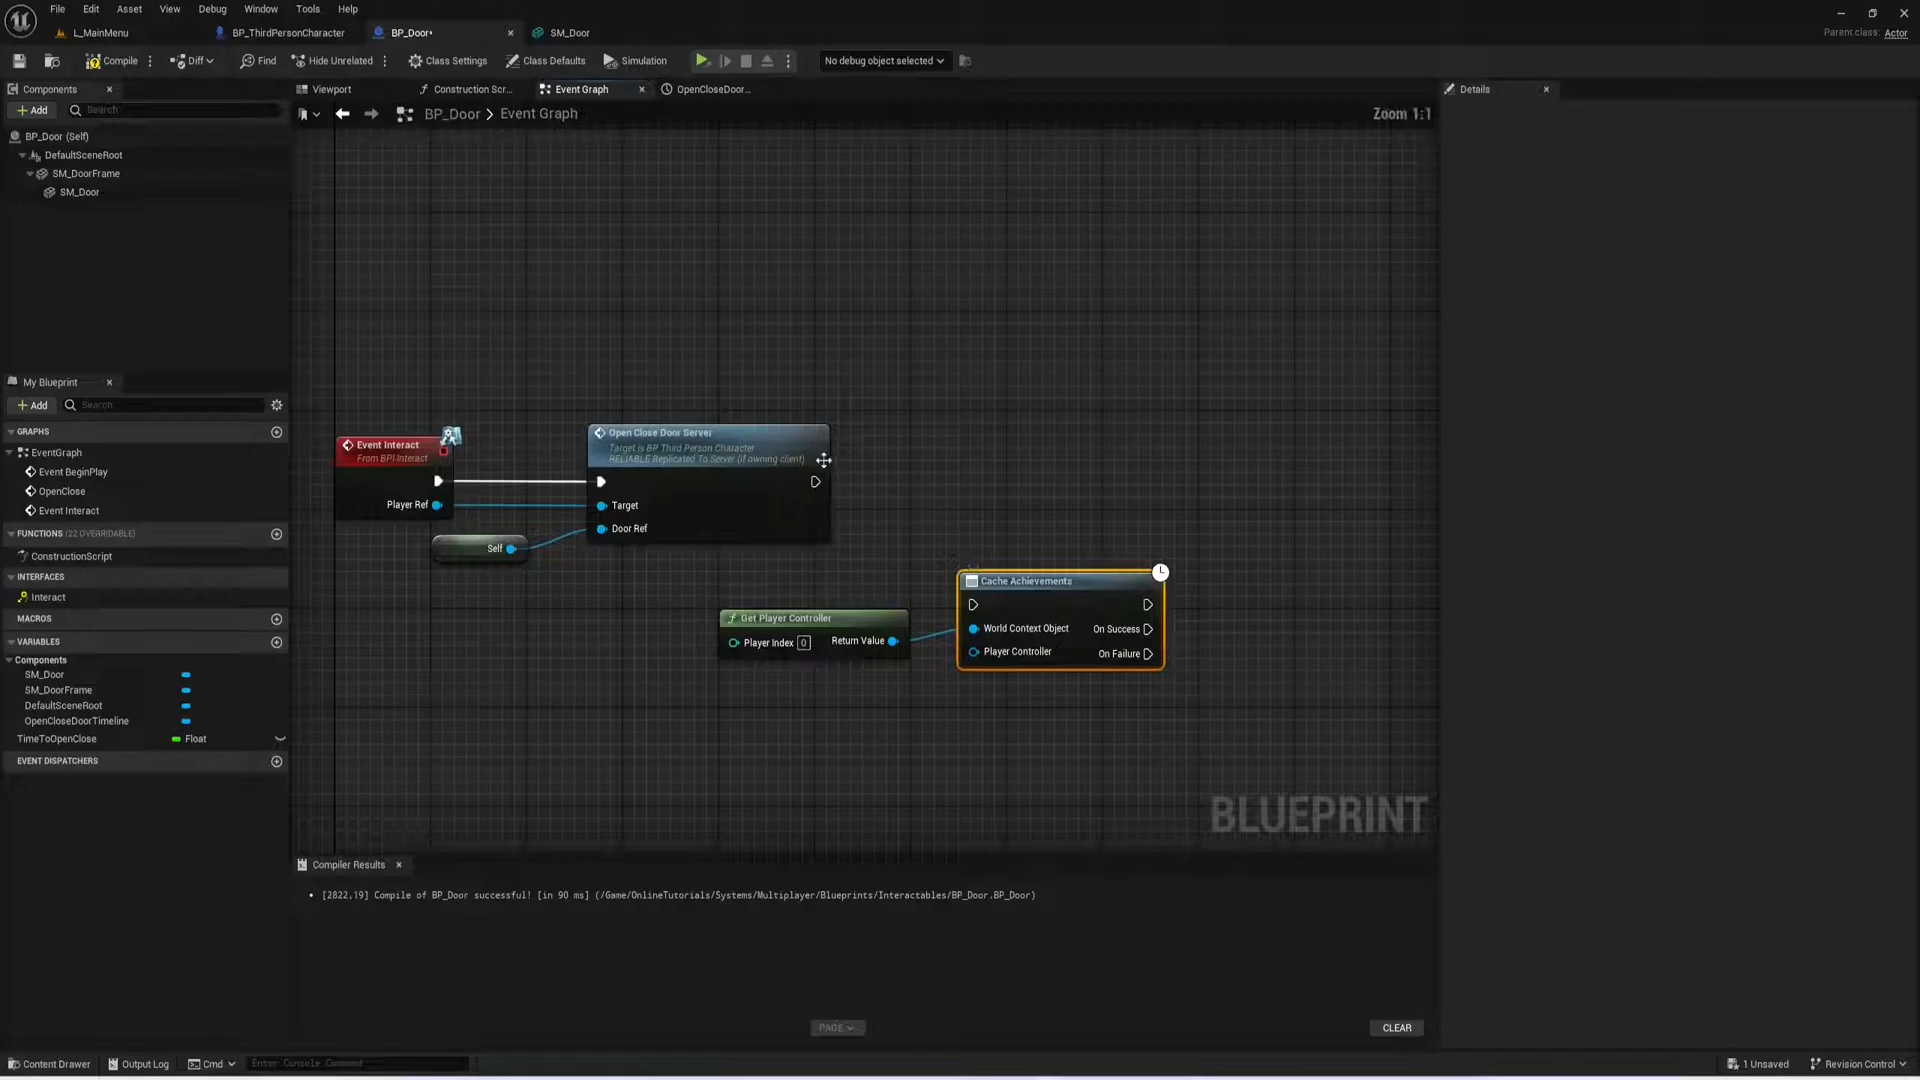 File Edit Asset View Debug Window Tools Help
L_MainMenu BP_ThirdPersonCharacter BP_Door• SM_Door
Parent class: Actor
Compile Diff Find Hide Unrelated Class Settings Class Defaults Simulation No debug object selected
Components
Add Search
BP_Door (Self)
DefaultSceneRoot
SM_DoorFrame
SM_Door
My Blueprint
Add Search
GRAPHS
EventGraph
Event BeginPlay
OpenClose
Event Interact
FUNCTIONS (22 OVERRIDABLE)
ConstructionScript
INTERFACES
Interact
MACROS
VARIABLES
Components
SM_Door
SM_DoorFrame
DefaultSceneRoot
OpenCloseDoorTimeline
TimeToOpenClose Float
EVENT DISPATCHERS
Viewport Construction Scr... Event Graph OpenCloseDoor...
BP_Door > Event Graph
Zoom 1:1
Event Interact
From BPI Interact
Player Ref
Self
Open Close Door Server
Target is BP Third Person Character
RELIABLE Replicated To Server (if owning client)
Target
Door Ref
Get Player Controller
Player Index 0 Return Value
Cache Achievements
World Context Object On Success
Player Controller On Failure
BLUEPRINT
Compiler Results
• [2822,19] Compile of BP_Door successful! [in 90 ms] (/Game/OnlineTutorials/Systems/Multiplayer/Blueprints/Interactables/BP_Door.BP_Door)
PAGE
CLEAR
Details
Content Drawer Output Log Cmd Enter Console Command
1 Unsaved Revision Control